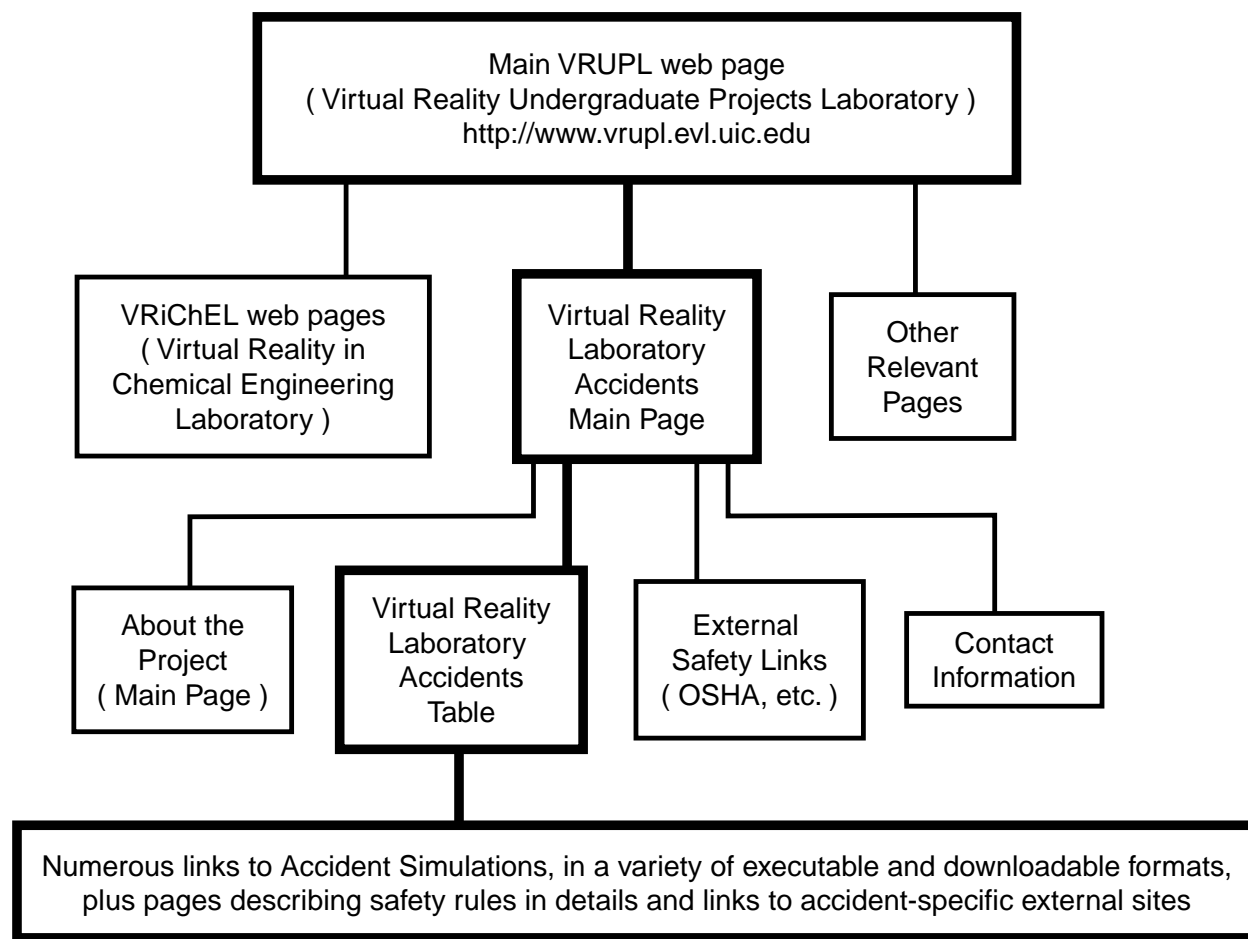 Main VRUPL web page
( Virtual Reality Undergraduate Projects Laboratory )
http://www.vrupl.evl.uic.edu
VRiChEL web pages
( Virtual Reality in
Chemical Engineering
Laboratory )
Virtual Reality
Laboratory
Accidents
Main Page
Other
Relevant
Pages
About the
Project
( Main Page )
Virtual Reality
Laboratory
Accidents
Table
External
Safety Links
( OSHA, etc. )
Contact
Information
Numerous links to Accident Simulations, in a variety of executable and downloadable formats,
plus pages describing safety rules in details and links to accident-specific external sites